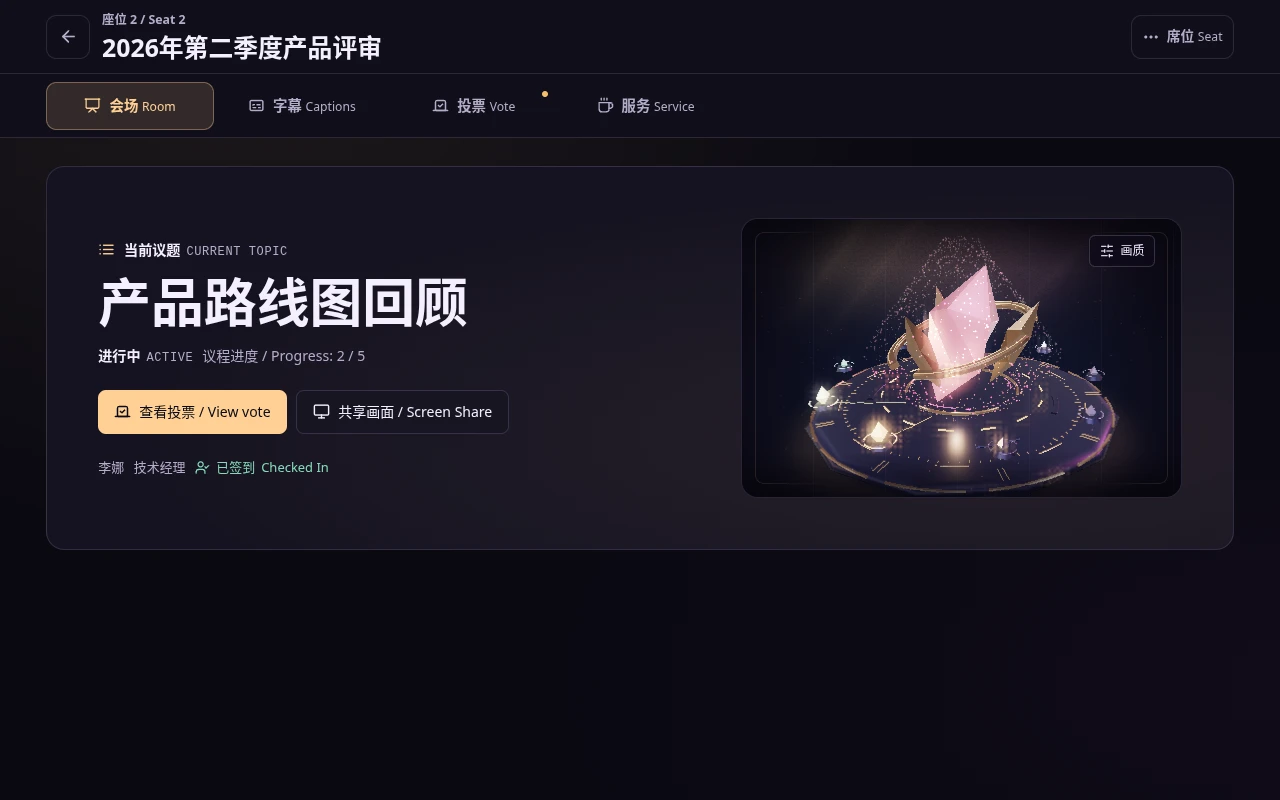 座位 2 / Seat 2
2026年第二季度产品评审
席位 Seat
会场 Room
字幕 Captions
投票 Vote
服务 Service
当前议题 CURRENT TOPIC
画质
产品路线图回顾
进行中 ACTIVE 议程进度 / Progress: 2 / 5
查看投票 / View vote
共享画面 / Screen Share
李娜 技术经理 已签到 Checked In